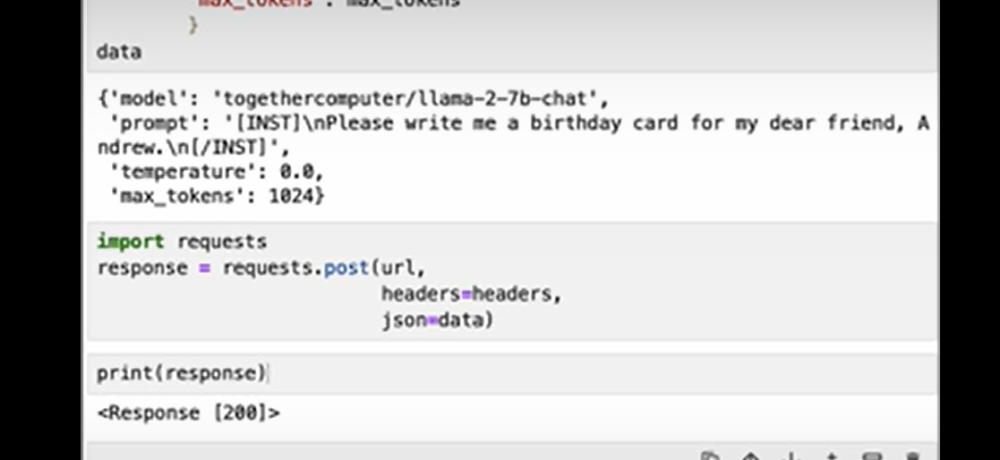 "max_tokens": max_tokens
}
data
{'model': 'togethercomputer/llama-2-7b-chat',
'prompt': '[INST]\nPlease write me a birthday card for my dear friend, A
ndrew.\n[/INST]',
'temperature': 0.0,
'max_tokens': 1024}
import requests
response = requests.post(url,
headers=headers,
json=data)
print(response)
<Response [200]>